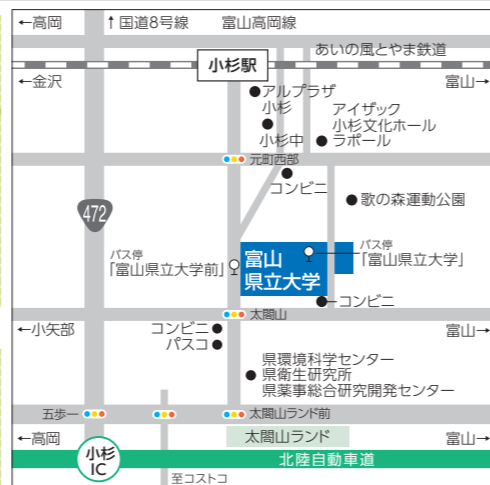 ←高岡
↑国道8号線
富山高岡線
あいの風とやま鉄道
小杉駅
←金沢
富山→
●アルプラザ
小杉
小杉中
アイザック
小杉文化ホール
●ラポール
元町西部
コンビニ
●歌の森運動公園
472
バス停
「富山県立大学前」
富山
県立大学
バス停
「富山県立大学」
コンビニ
太閤山
←小矢部
富山→
コンビニ●
パスコ●
県環境科学センター
●県衛生研究所
県薬事総合研究開発センター
五歩一
太閤山ランド前
←高岡
太閤山ランド
富山→
小杉
IC
北陸自動車道
至コストコ